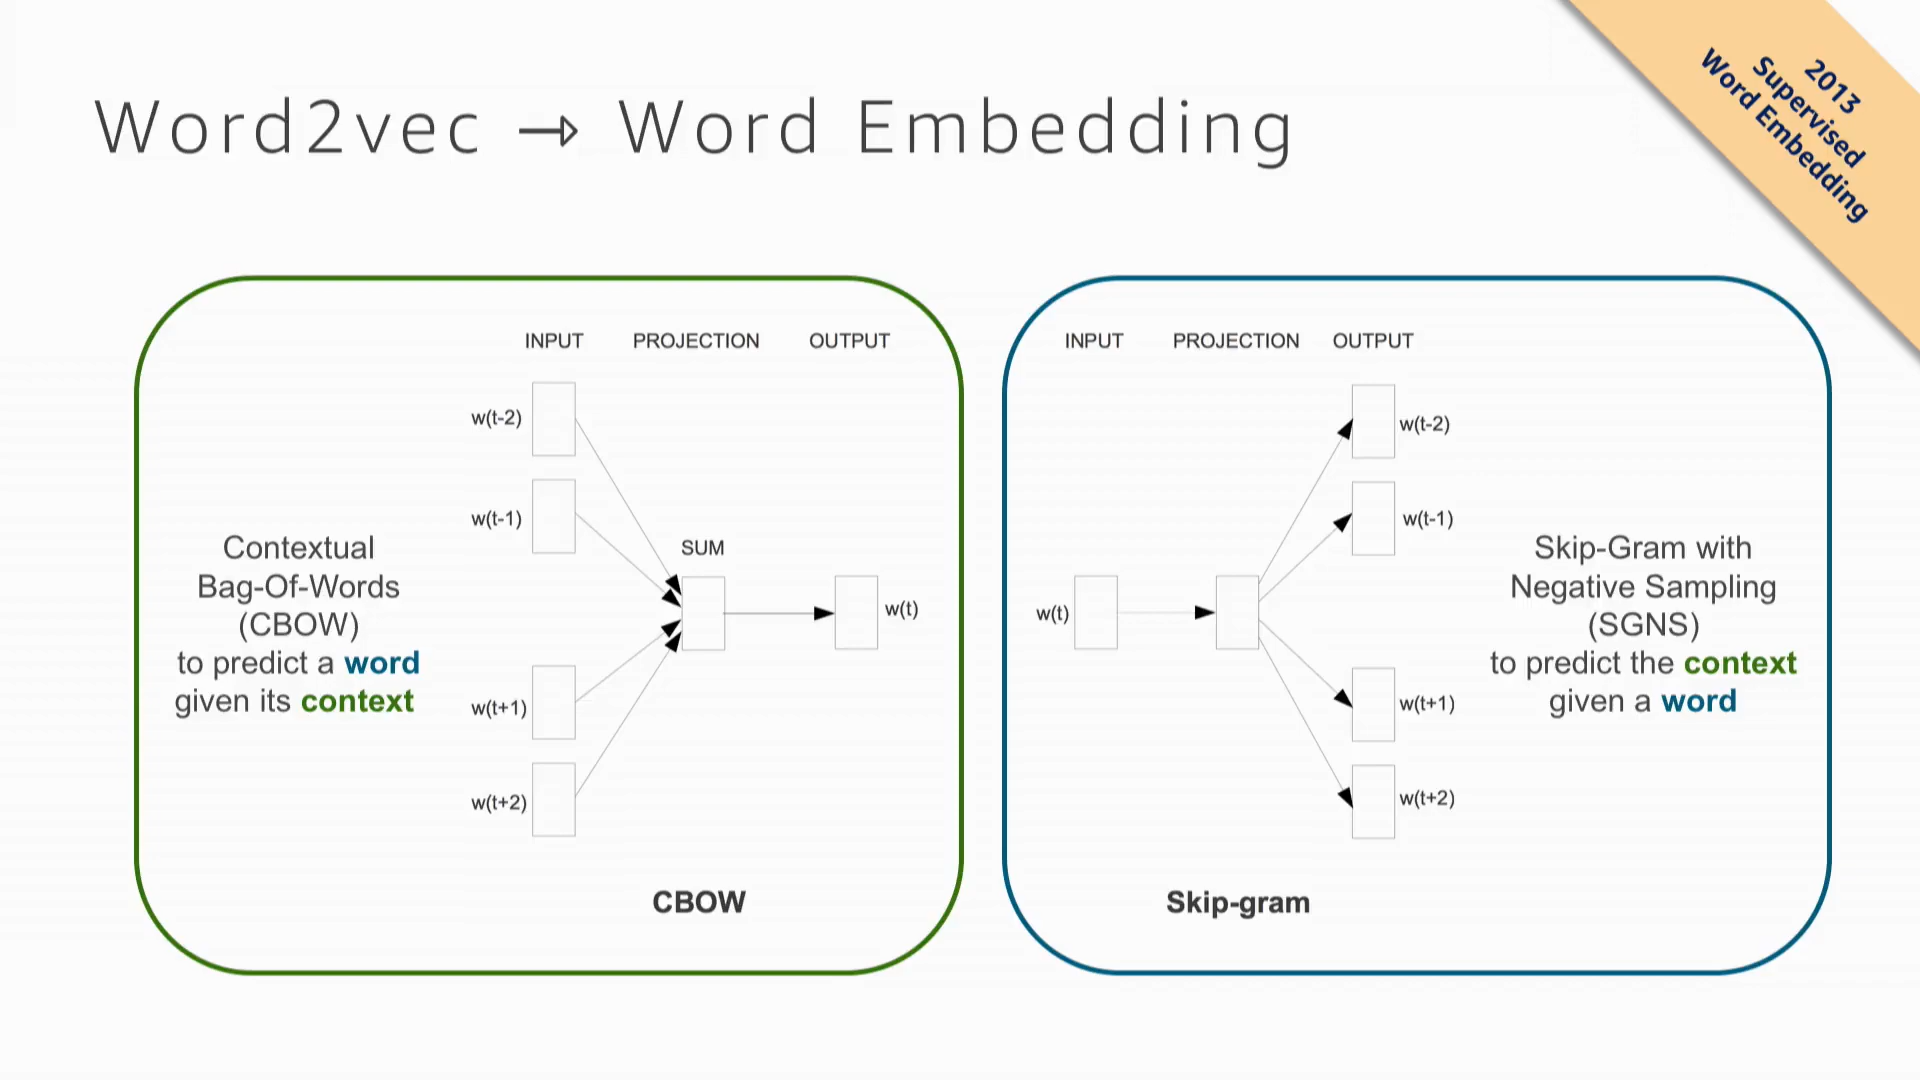 Word2vec → Word Embedding
2013
Supervised
Word Embedding
Contextual
Bag-Of-Words
(CBOW)
to predict a word
given its context
INPUT PROJECTION OUTPUT
w(t-2)
w(t-1)
SUM
w(t)
w(t+1)
w(t+2)
CBOW
INPUT PROJECTION OUTPUT
w(t-2)
w(t-1)
w(t)
w(t+1)
w(t+2)
Skip-gram
Skip-Gram with
Negative Sampling
(SGNS)
to predict the context
given a word